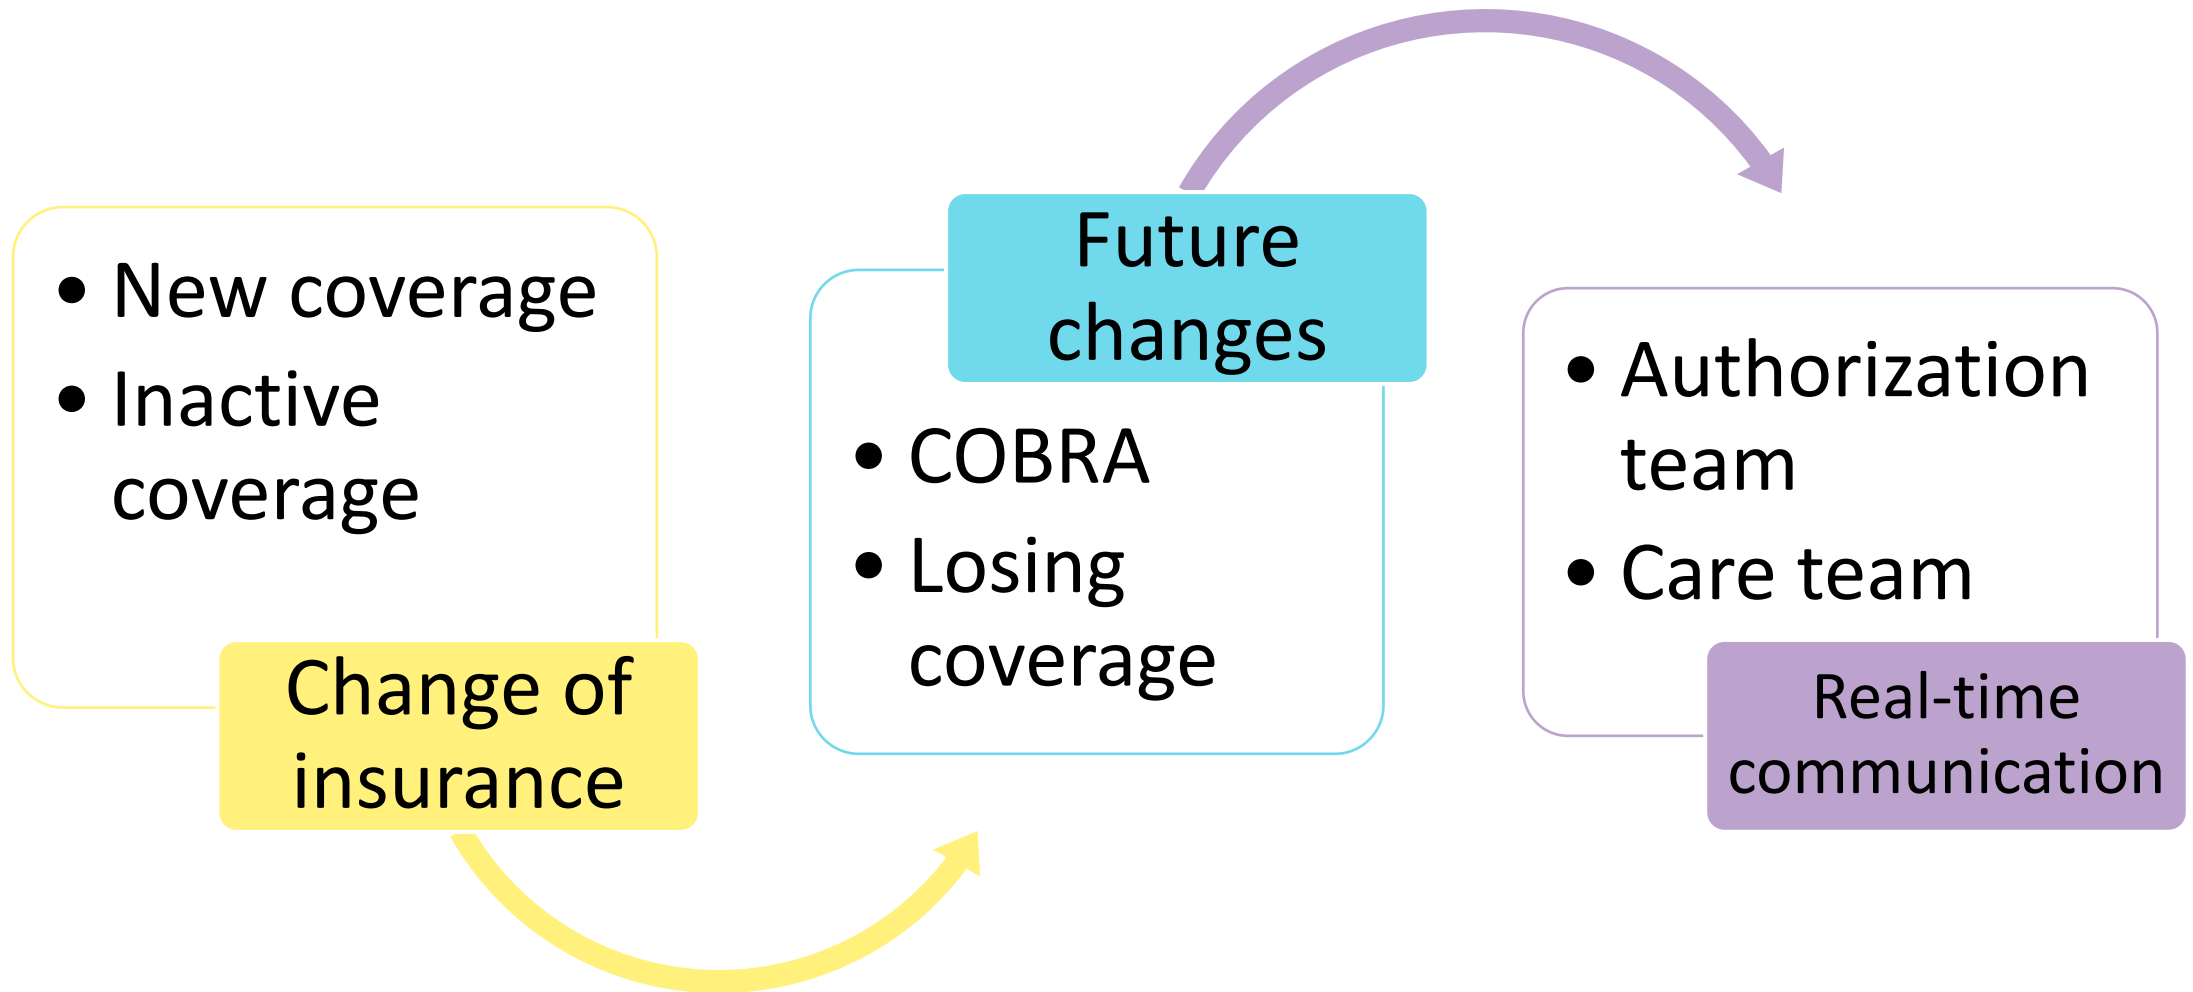 • New coverage
• Inactive
coverage
Change of
insurance
Future
changes
• COBRA
• Losing
coverage
• Authorization
team
• Care team
Real-time
communication